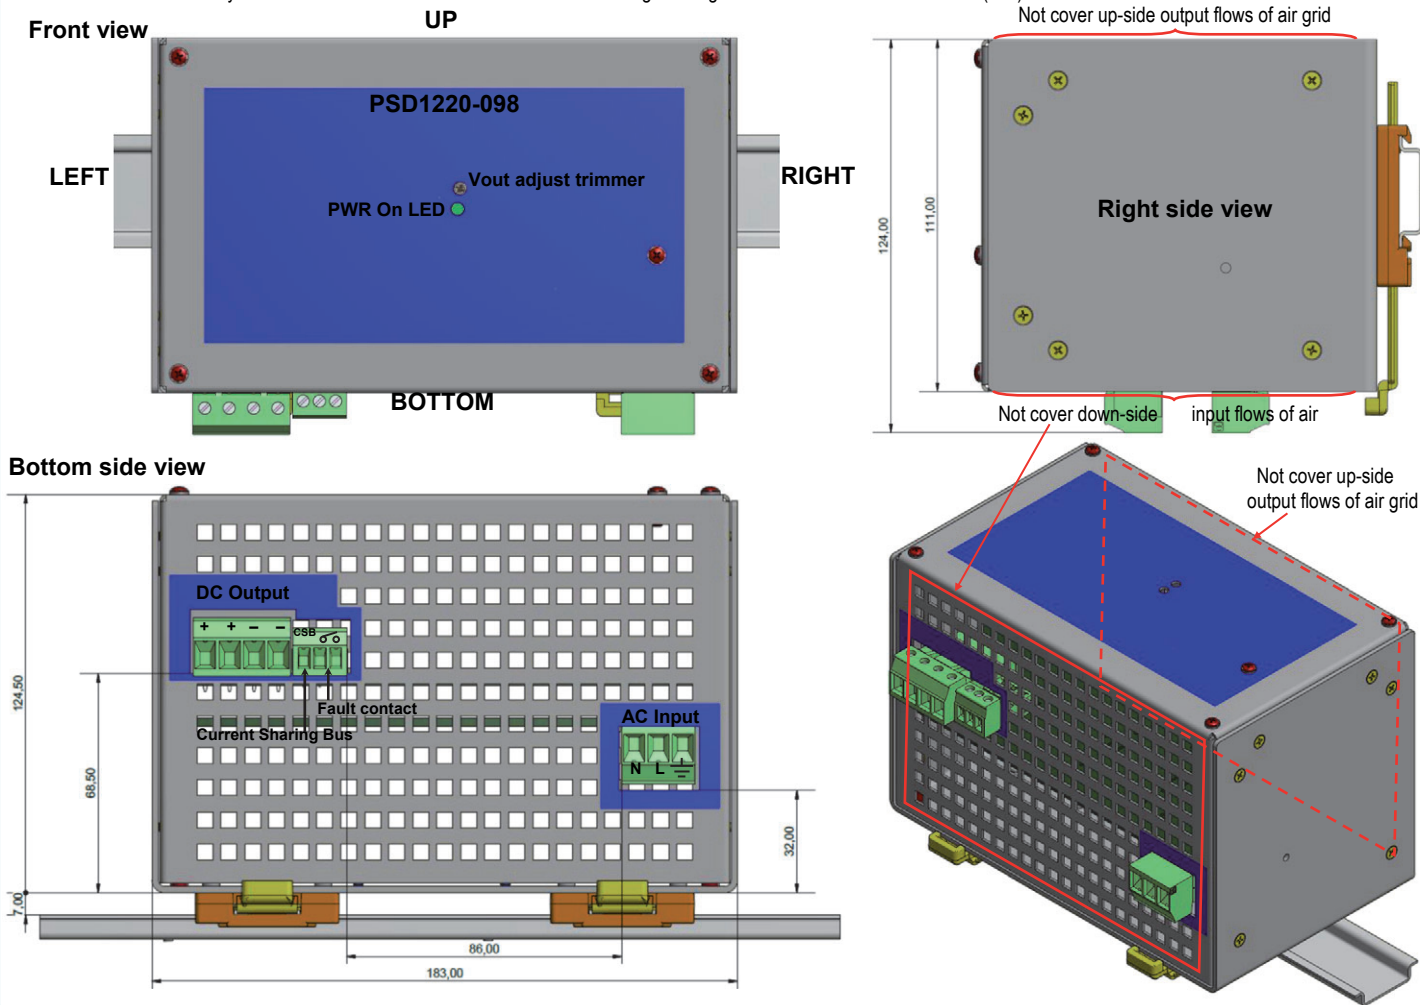 Front view
UP
PSD1220-098
LEFT
Vout adjust trimmer
RIGHT
PWR On LED
BOTTOM
Not cover up-side output flows of air grid
124,00
111,00
Right side view
Not cover down-side input flows of air
Bottom side view
DC Output
+ + − −
CSB
Fault contact
Current Sharing Bus
AC Input
N L
124,50
68,50
7,00
32,00
86,00
183,00
Not cover up-side
output flows of air grid